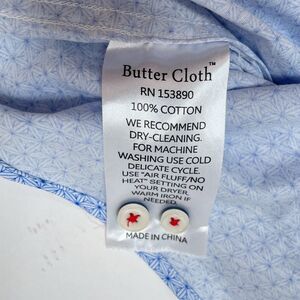 Butter Cloth™
RN 153890
100% COTTON
WE RECOMMEND
DRY-CLEANING.
FOR MACHINE
WASHING USE COLD
DELICATE CYCLE.
USE "AIR FLUFF/NO
HEAT" SETTING ON
YOUR DRYER.
WARM IRON IF
NEEDED
MADE IN CHINA